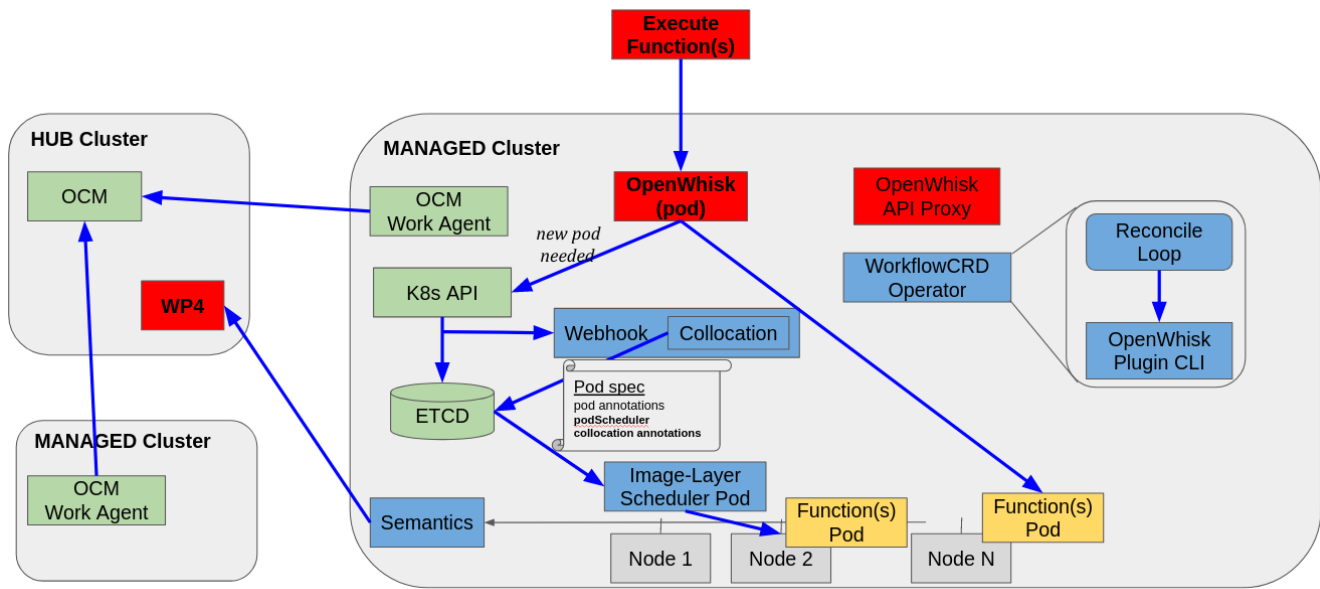 Execute
Function(s)
HUB Cluster
OCM
WP4
MANAGED Cluster
OCM
Work Agent
MANAGED Cluster
OCM
Work Agent
OpenWhisk
(pod)
OpenWhisk
API Proxy
new pod
needed
K8s API
WorkflowCRD
Operator
Reconcile
Loop
OpenWhisk
Plugin CLI
Webhook
Collocation
ETCD
Pod spec
pod annotations
podScheduler
collocation annotations
Image-Layer
Scheduler Pod
Semantics
Function(s)
Pod
Function(s)
Pod
Node 1
Node 2
Node N